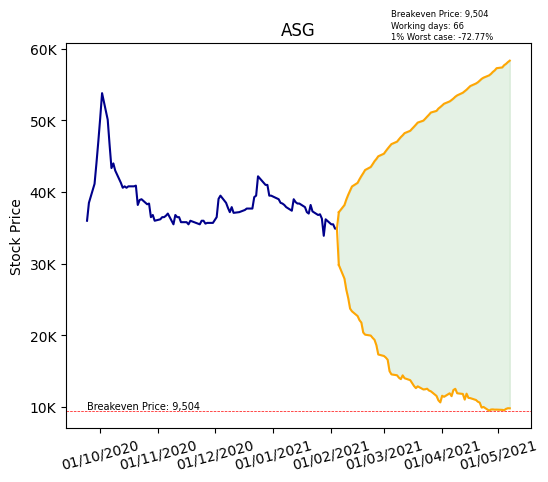 Breakeven Price: 9,504
Working days: 66
1% Worst case: -72.77%
ASG
60K
50K
40K
30K
20K
10K
Stock Price
Breakeven Price: 9,504
01/10/2020
01/11/2020
01/12/2020
01/01/2021
01/02/2021
01/03/2021
01/04/2021
01/05/2021